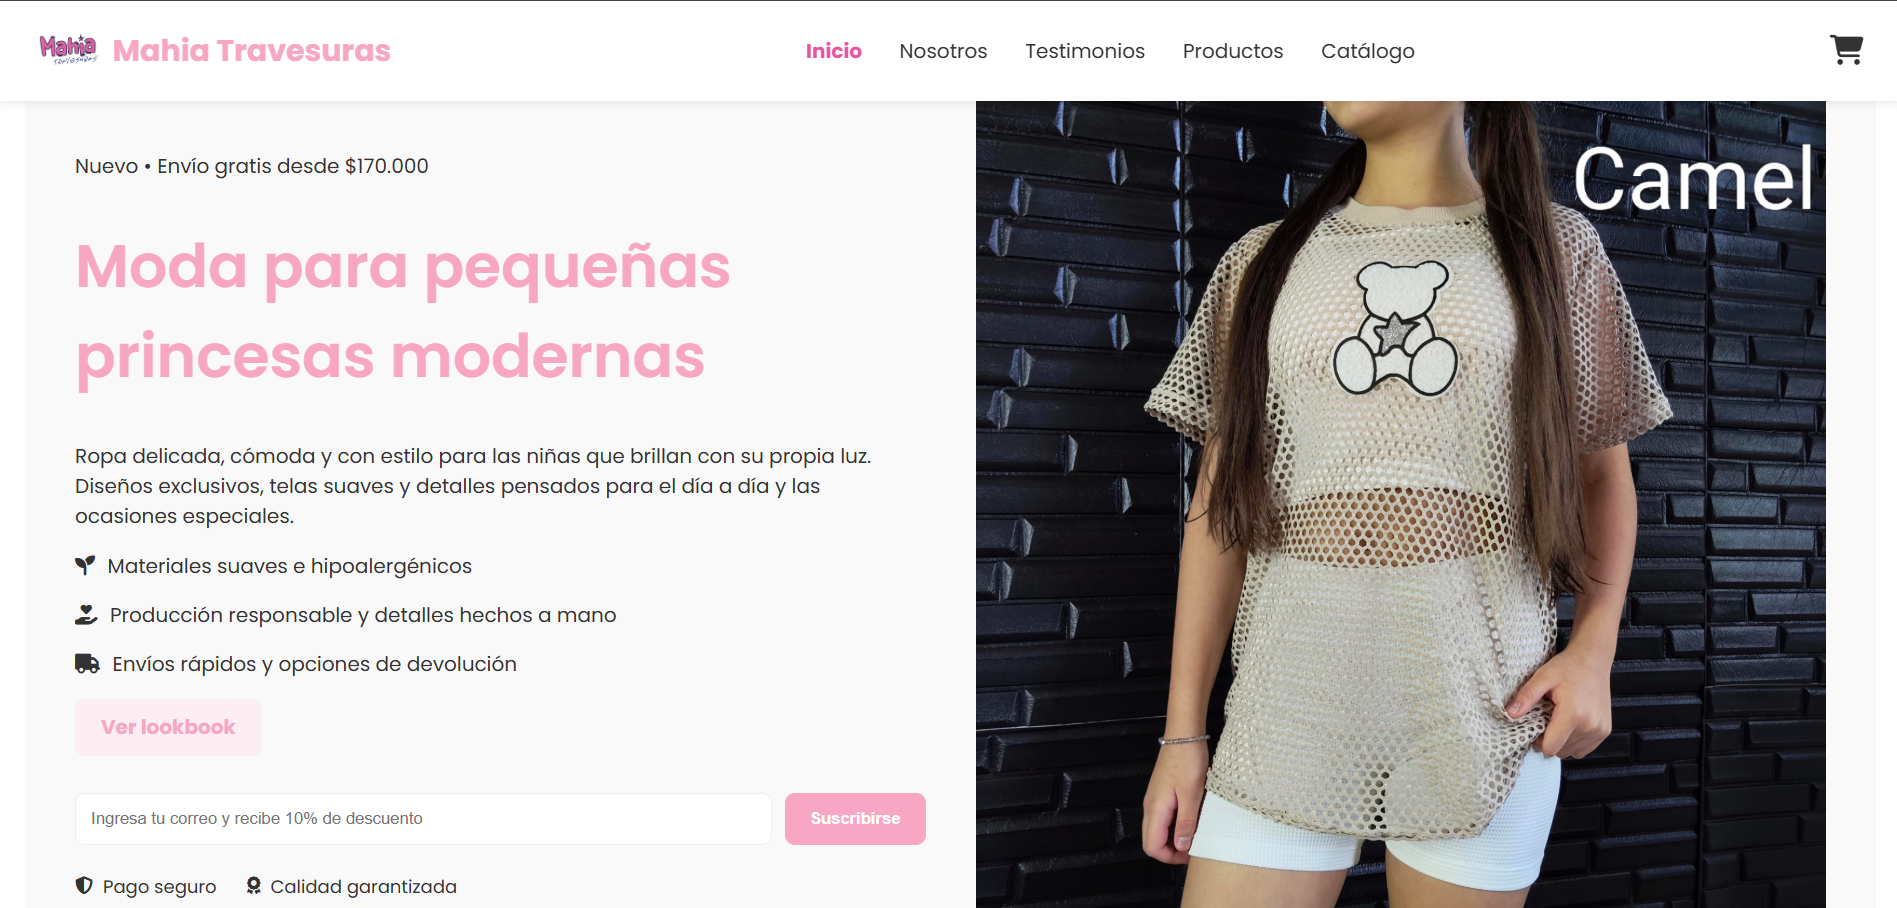 Mahia
travesuras
Mahia Travesuras
Inicio
Nosotros
Testimonios
Productos
Catálogo
Nuevo • Envío gratis desde $170.000
Moda para pequeñas
princesas modernas
Ropa delicada, cómoda y con estilo para las niñas que brillan con su propia luz.
Diseños exclusivos, telas suaves y detalles pensados para el día a día y las
ocasiones especiales.
Materiales suaves e hipoalergénicos
Producción responsable y detalles hechos a mano
Envíos rápidos y opciones de devolución
Ver lookbook
Ingresa tu correo y recibe 10% de descuento
Suscribirse
Pago seguro
Calidad garantizada
Camel